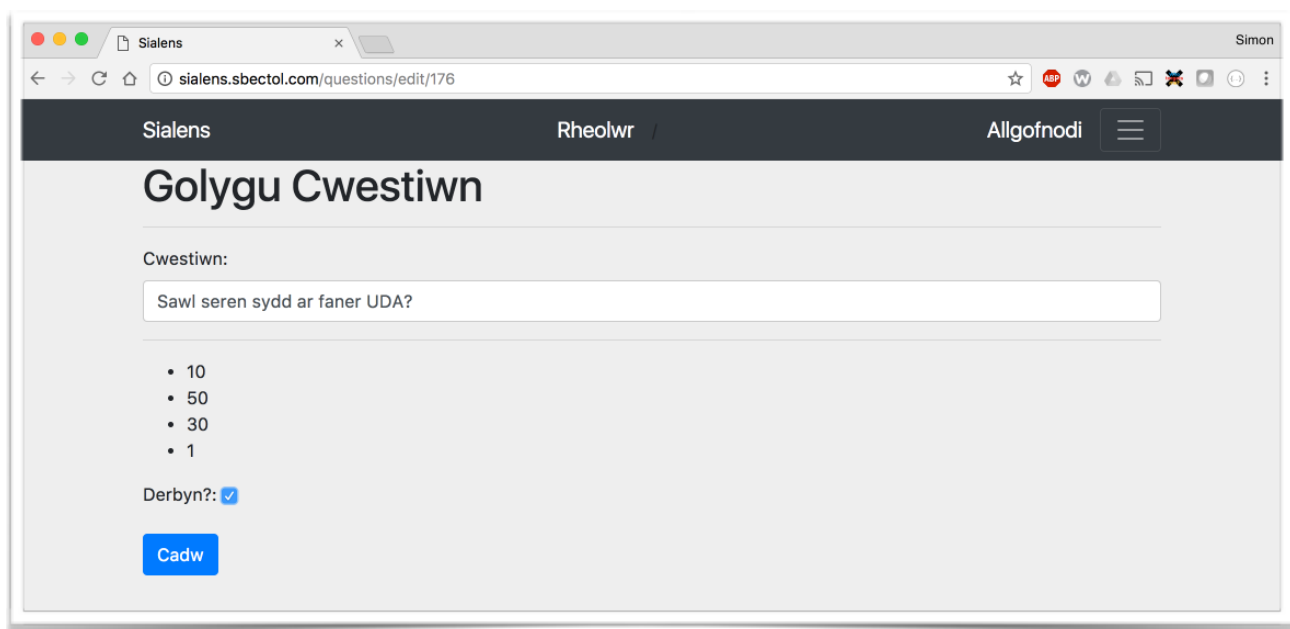 Sialens
Simon
sialens.sbectol.com/questions/edit/176
ABP
Sialens Rheolwr / Allgofnodi
Golygu Cwestiwn
Cwestiwn:
Sawl seren sydd ar faner UDA?
• 10
• 50
• 30
• 1
Derbyn?:
Cadw